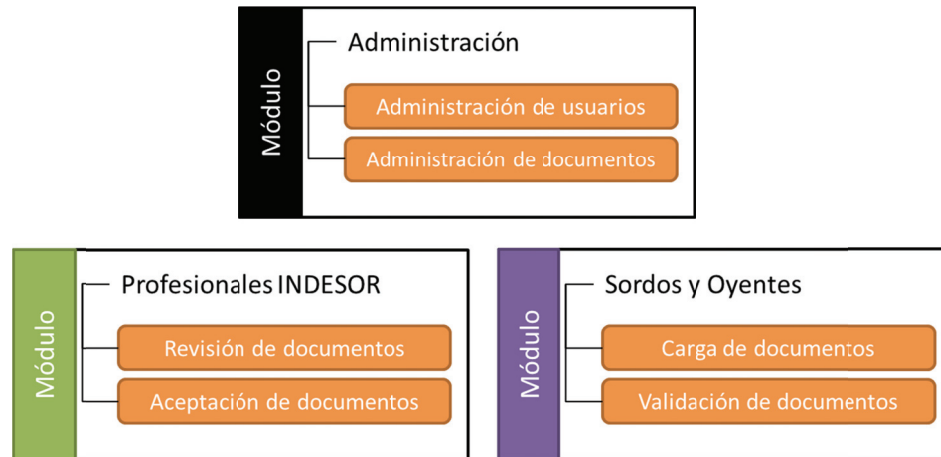 Módulo
Administración
Administración de usuarios
Administración de documentos
Módulo
Profesionales INDESOR
Revisión de documentos
Aceptación de documentos
Módulo
Sordos y Oyentes
Carga de documentos
Validación de documentos